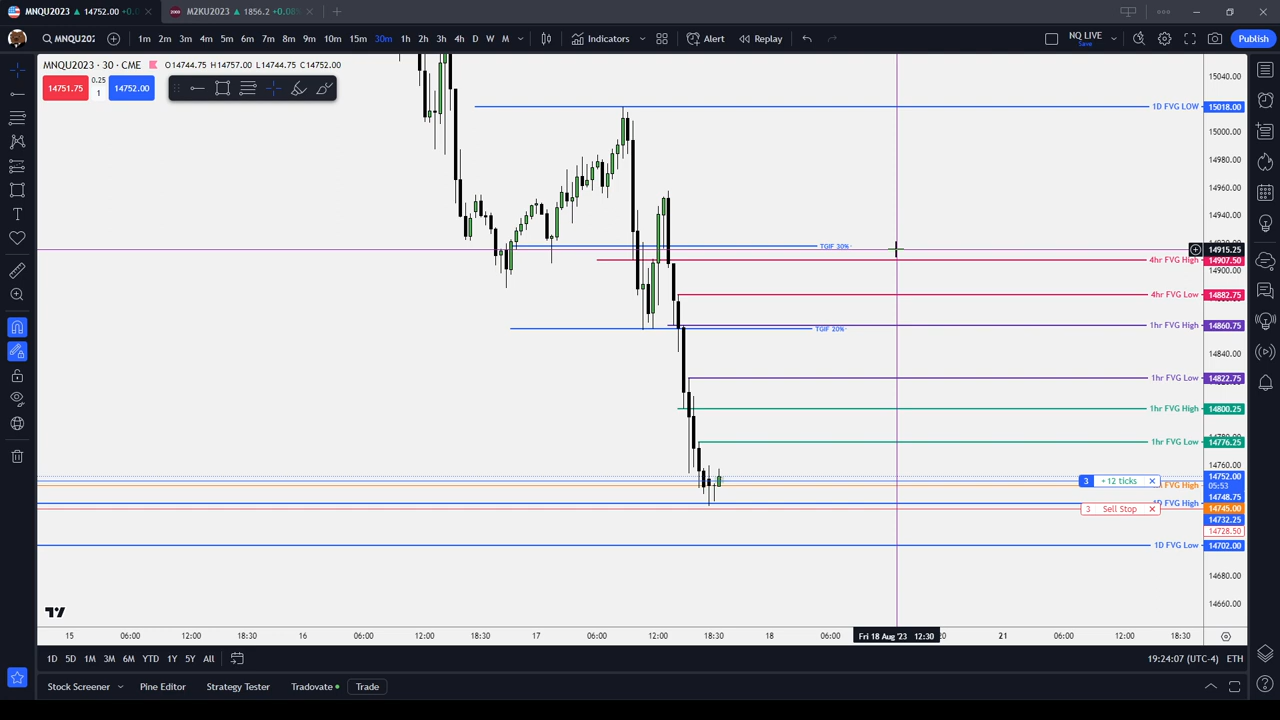 MNQU2023 ▲ 14752.00 +0.0
M2KU2023 ▲ 1856.2 +0.08%
MNQU202
1m 2m 3m 4m 5m 6m 7m 8m 9m 10m 15m 30m 1h 2h 3h 4h D W M
Indicators
Alert
Replay
NQ LIVE
Save
Publish
MNQU2023 · 30 · CME
O14744.75 H14757.00 L14744.75 C14752.00
14751.75
0.25
1
14752.00
15040.00
1D FVG LOW
15018.00
15000.00
14980.00
14960.00
14940.00
TGIF 30%
14915.25
4hr FVG High
14907.50
14900.00
4hr FVG Low
14882.75
1hr FVG High
14860.75
TGIF 20%
14840.00
1hr FVG Low
14822.75
1hr FVG High
14800.25
1hr FVG Low
14776.25
14760.00
14752.00
05:53
3 +12 ticks
FVG High
14748.75
14745.00
FVG High
14732.25
3 Sell Stop
14728.50
1D FVG Low
14702.00
14680.00
14660.00
15 06:00 12:00 18:30 16 06:00 12:00 18:30 17 06:00 12:00 18:30 18 06:00 Fri 18 Aug '23 12:30 21 06:00 12:00 18:30
1D 5D 1M 3M 6M YTD 1Y 5Y All
19:24:07 (UTC-4) ETH
Stock Screener
Pine Editor
Strategy Tester
Tradovate
Trade